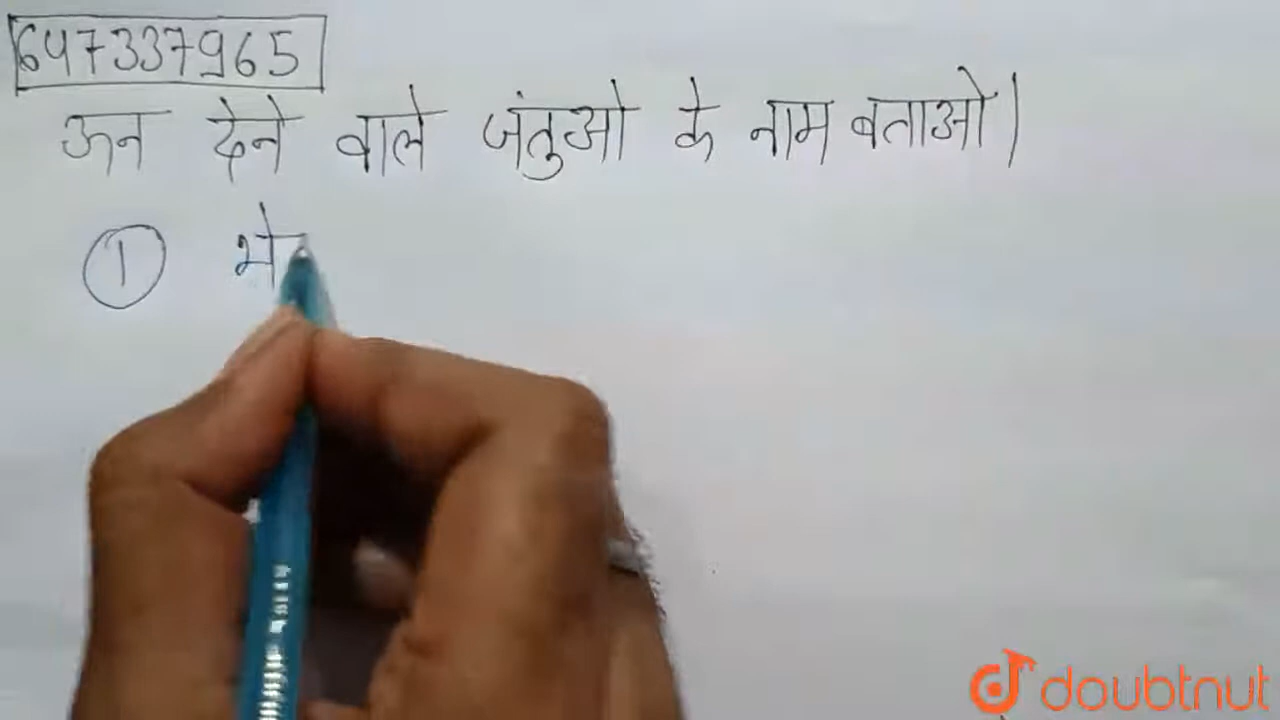 647337965
ऊन देने वाले जंतुओ के नाम बताओ।
1
doubtnut